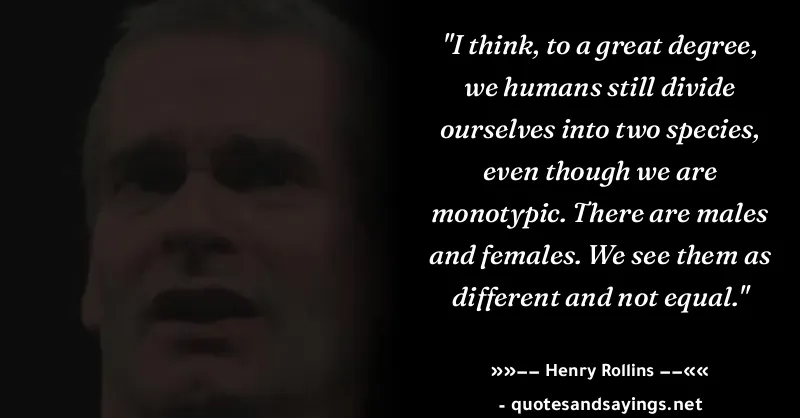 "I think, to a great degree,
we humans still divide
ourselves into two species,
even though we are
monotypic. There are males
and females. We see them as
different and not equal."
»»−− Henry Rollins −−««
- quotesandsayings.net